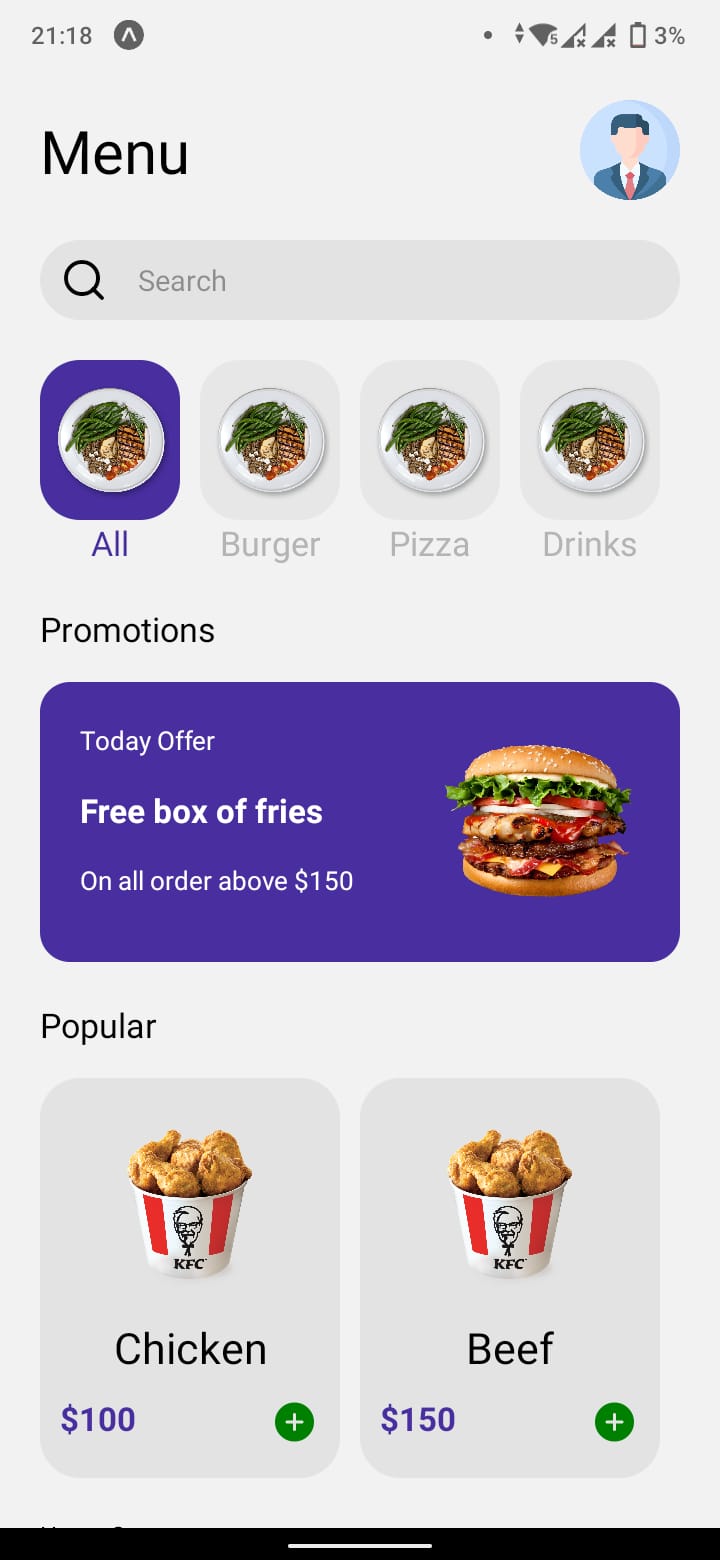 21:18
5
3%
Menu
Search
All
Burger
Pizza
Drinks
Promotions
Today Offer
Free box of fries
On all order above $150
Popular
KFC
KFC
Chicken
Beef
$100
$150